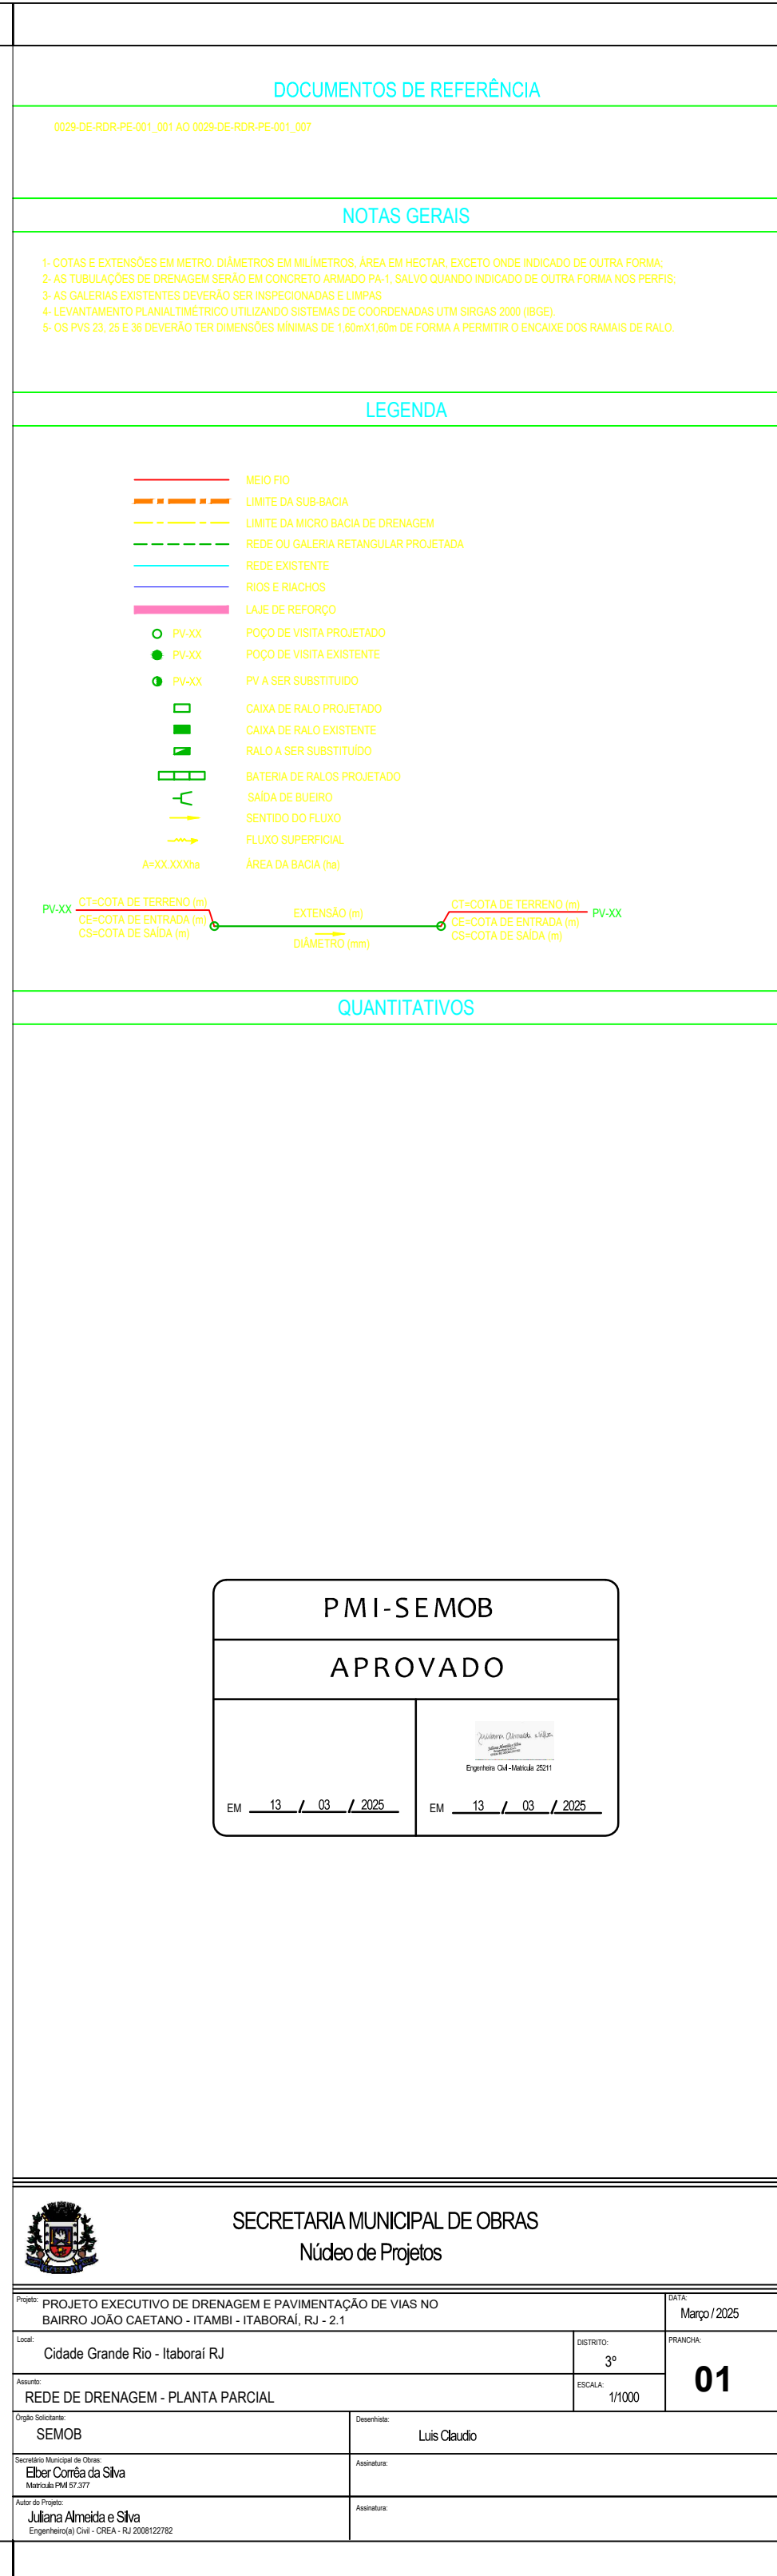 DOCUMENTOS DE REFERÊNCIA
0029-DE-RDR-PE-001_001 AO 0029-DE-RDR-PE-001_007
NOTAS GERAIS
1- COTAS E EXTENSÕES EM METRO, DIÂMETROS EM MILÍMETROS, ÁREA EM HECTAR, EXCETO ONDE INDICADO DE OUTRA FORMA;
2- AS TUBULAÇÕES DE DRENAGEM SERÃO EM CONCRETO ARMADO PA-1, SALVO QUANDO INDICADO DE OUTRA FORMA NOS PERFIS;
3- AS GALERIAS EXISTENTES DEVERÃO SER INSPECIONADAS E LIMPAS
4- LEVANTAMENTO PLANIALTIMÉTRICO UTILIZANDO SISTEMAS DE COORDENADAS UTM SIRGAS 2000 (IBGE);
5- OS PVS 23, 25 E 36 DEVERÃO TER DIMENSÕES MÍNIMAS DE 1,60mX1,60m DE FORMA A PERMITIR O ENCAIXE DOS RAMAIS DE RALO.
LEGENDA
MEIO FIO
LIMITE DA SUB-BACIA
LIMITE DA MICRO BACIA DE DRENAGEM
REDE OU GALERIA RETANGULAR PROJETADA
REDE EXISTENTE
RIOS E RIACHOS
LAJE DE REFORÇO
PV-XX POÇO DE VISITA PROJETADO
PV-XX POÇO DE VISITA EXISTENTE
PV-XX PV A SER SUBSTITUÍDO
CAIXA DE RALO PROJETADO
CAIXA DE RALO EXISTENTE
RALO A SER SUBSTITUÍDO
BATERIA DE RALOS PROJETADO
SAÍDA DE BUEIRO
SENTIDO DO FLUXO
FLUXO SUPERFICIAL
A=XX,XXXha ÁREA DA BACIA (ha)
PV-XX CT=COTA DE TERRENO (m)
CE=COTA DE ENTRADA (m)
CS=COTA DE SAÍDA (m)
EXTENSÃO (m)
DIÂMETRO (mm)
CT=COTA DE TERRENO (m) PV-XX
CE=COTA DE ENTRADA (m)
CS=COTA DE SAÍDA (m)
QUANTITATIVOS
PMI-SEMOB
APROVADO
Engenheira Civil - Matricula 25211
EM 13 / 03 / 2025 EM 13 / 03 / 2025
SECRETARIA MUNICIPAL DE OBRAS
Núcleo de Projetos
Projeto: PROJETO EXECUTIVO DE DRENAGEM E PAVIMENTAÇÃO DE VIAS NO
BAIRRO JOÃO CAETANO - ITAMBI - ITABORAÍ, RJ - 2.1
DATA:
Março / 2025
Local:
Cidade Grande Rio - Itaboraí RJ
DISTRITO:
3º
PRANCHA:
01
Assunto:
REDE DE DRENAGEM - PLANTA PARCIAL
ESCALA:
1/1000
Órgão Solicitante:
SEMOB
Desenhista:
Luis Claudio
Secretário Municipal de Obras:
Elber Corrêa da Silva
Matrícula PMI 57.377
Assinatura:
Autor do Projeto:
Juliana Almeida e Silva
Engenheiro(a) Civil - CREA - RJ 2008122782
Assinatura: